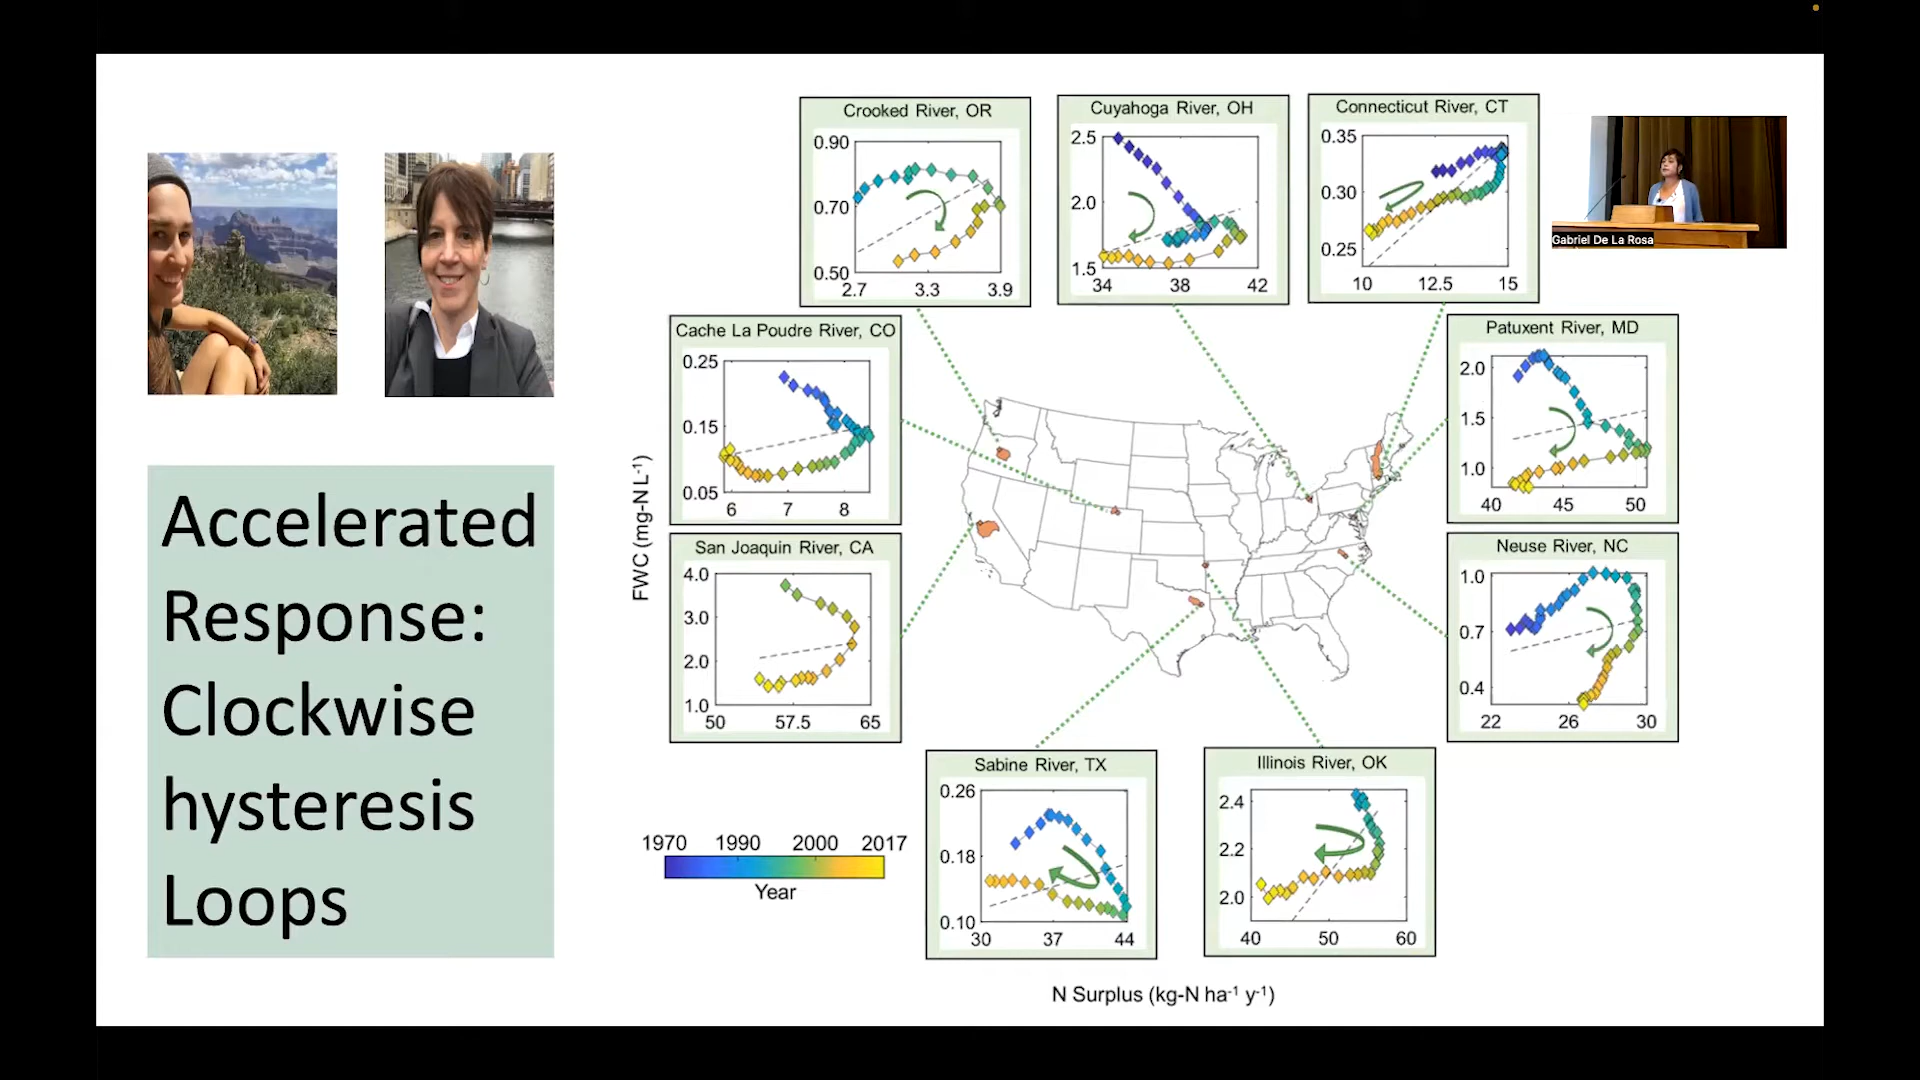 Accelerated
Response:
Clockwise
hysteresis
Loops
Crooked River, OR
0.90
0.70
0.50
2.7 3.3 3.9
Cuyahoga River, OH
2.5
2.0
1.5
34 38 42
Connecticut River, CT
0.35
0.30
0.25
10 12.5 15
Gabriel De La Rosa
Cache La Poudre River, CO
0.25
0.15
0.05
6 7 8
Patuxent River, MD
2.0
1.5
1.0
40 45 50
FWC (mg-N L⁻¹)
San Joaquin River, CA
4.0
3.0
2.0
1.0
50 57.5 65
Neuse River, NC
1.0
0.7
0.4
22 26 30
Sabine River, TX
0.26
0.18
0.10
30 37 44
Illinois River, OK
2.4
2.2
2.0
40 50 60
1970 1990 2000 2017
Year
N Surplus (kg-N ha⁻¹ y⁻¹)